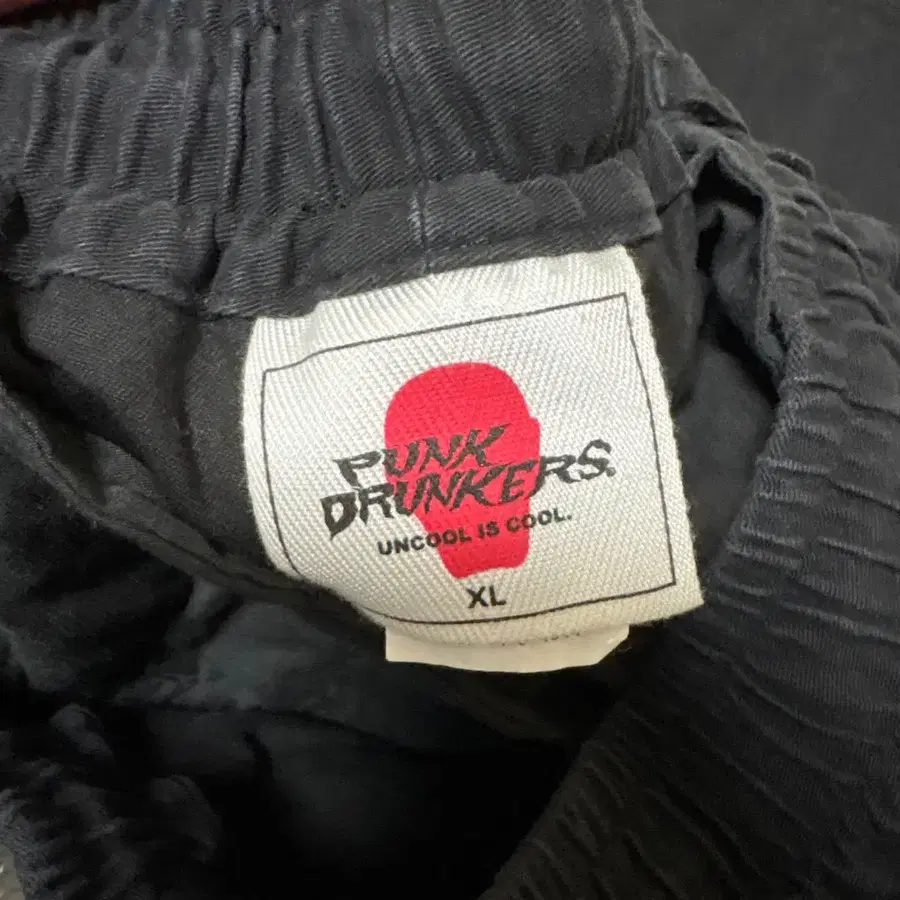 PUNK
DRUNKERS.
UNCOOL IS COOL.
XL